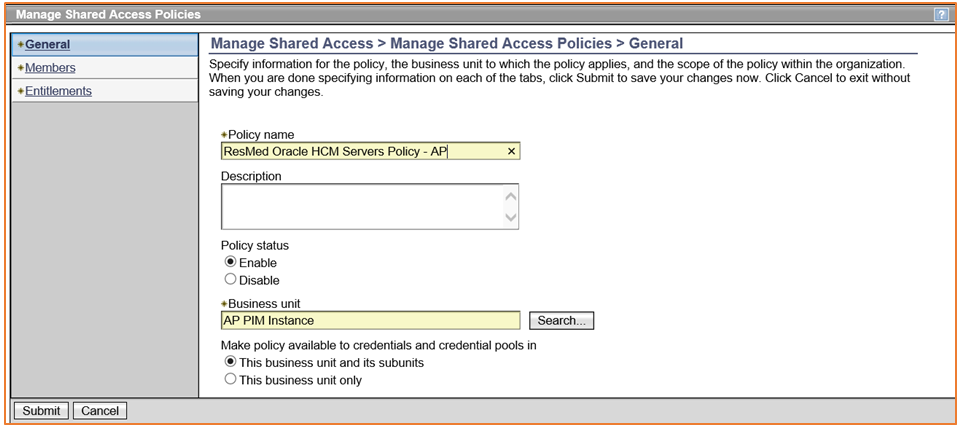 Manage Shared Access Policies
?
General
Members
Entitlements
Manage Shared Access > Manage Shared Access Policies > General
Specify information for the policy, the business unit to which the policy applies, and the scope of the policy within the organization.
When you are done specifying information on each of the tabs, click Submit to save your changes now. Click Cancel to exit without
saving your changes.
Policy name
ResMed Oracle HCM Servers Policy - AP
Description
Policy status
Enable
Disable
Business unit
AP PIM Instance
Search...
Make policy available to credentials and credential pools in
This business unit and its subunits
This business unit only
Submit Cancel